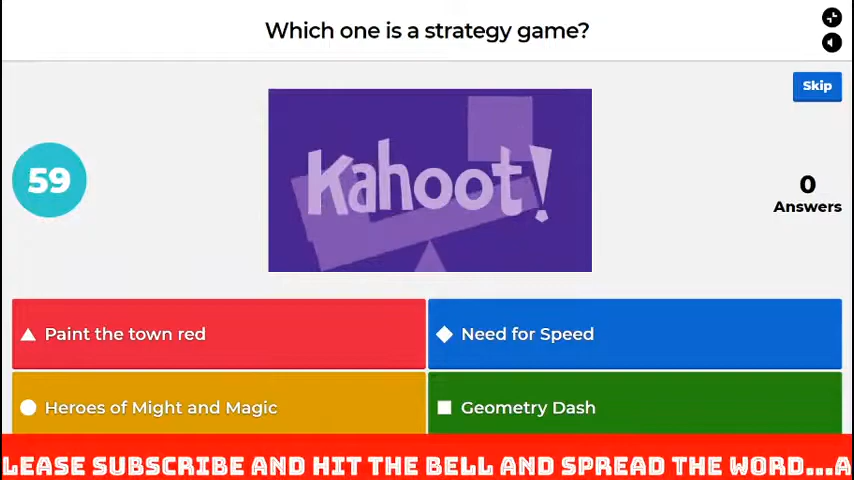 Which one is a strategy game?
Skip
59
Kahoot!
0
Answers
Paint the town red
Need for Speed
Heroes of Might and Magic
Geometry Dash
LEASE SUBSCRIBE AND HIT THE BELL AND SPREAD THE WORD...A